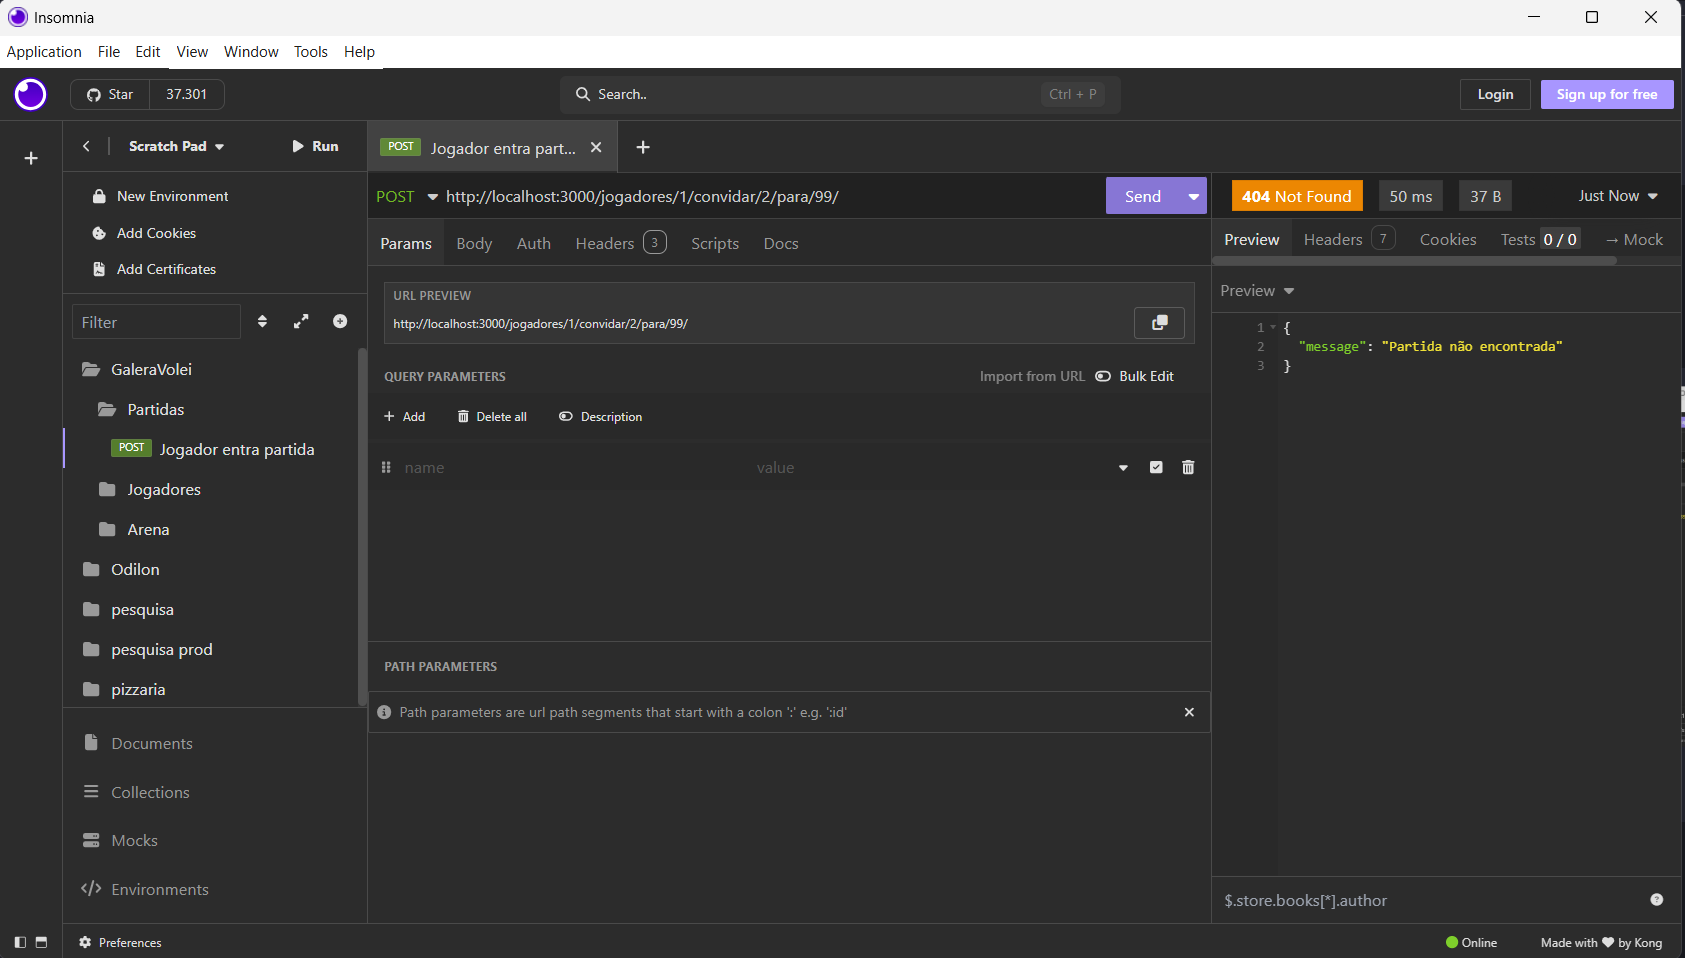 Insomnia
Application File Edit View Window Tools Help
Star 37.301
Search.. Ctrl + P
Login
Sign up for free
Scratch Pad
Run
POST Jogador entra part...
New Environment
Add Cookies
Add Certificates
Filter
GaleraVolei
Partidas
POST Jogador entra partida
Jogadores
Arena
Odilon
pesquisa
pesquisa prod
pizzaria
Documents
Collections
Mocks
Environments
POST http://localhost:3000/jogadores/1/convidar/2/para/99/
Send
Params Body Auth Headers 3 Scripts Docs
URL PREVIEW
http://localhost:3000/jogadores/1/convidar/2/para/99/
QUERY PARAMETERS
Import from URL Bulk Edit
Add Delete all Description
name value
PATH PARAMETERS
Path parameters are url path segments that start with a colon ':' e.g. ':id'
404 Not Found 50 ms 37 B Just Now
Preview Headers 7 Cookies Tests 0 / 0 → Mock
Preview
1 {
2 "message": "Partida não encontrada"
3 }
$.store.books[*].author
Preferences
Online
Made with ♥ by Kong